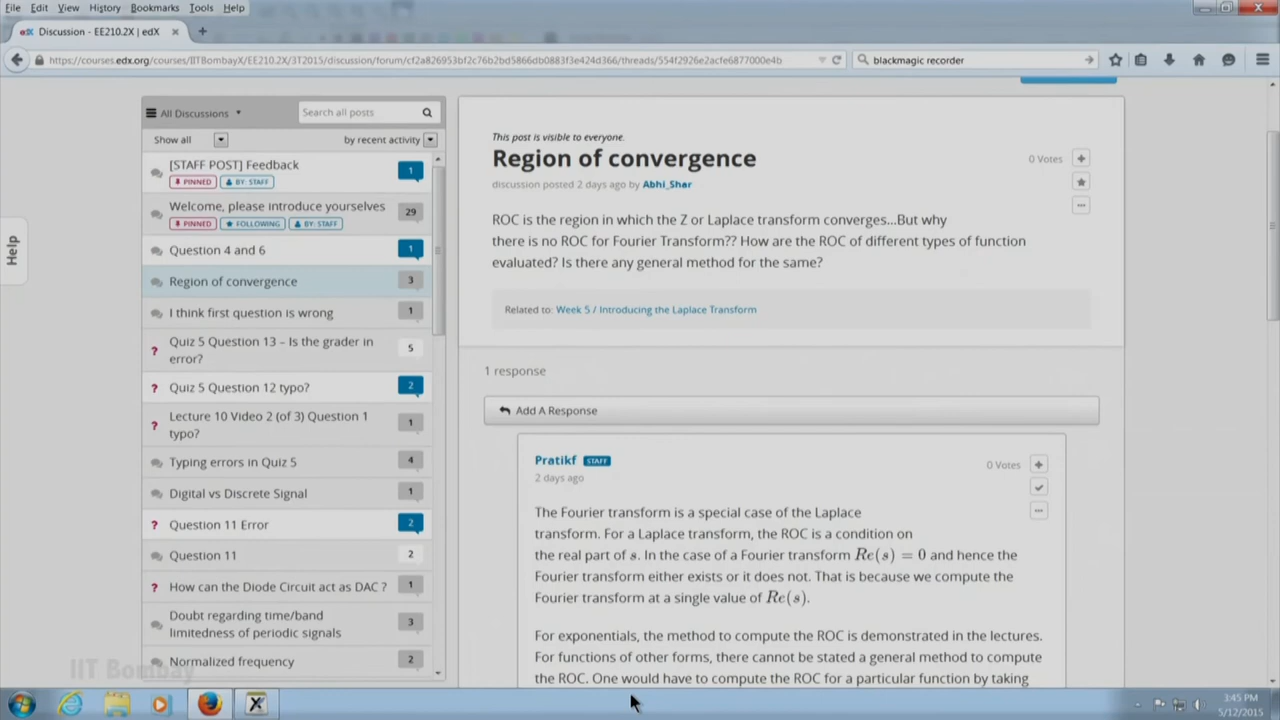 File Edit View History Bookmarks Tools Help
edX Discussion - EE210.2X | edX × +
https://courses.edx.org/courses/IITBombayX/EE210.2X/3T2015/discussion/forum/cf2a826953bf2c76b2bd5866db0883f3e424d366/threads/554f2926e2acfe6877000e4b
blackmagic recorder
Help
All Discussions
Search all posts
Show all
by recent activity
[STAFF POST] Feedback 1
PINNED BY: STAFF
Welcome, please introduce yourselves 29
PINNED FOLLOWING BY: STAFF
Question 4 and 6 1
Region of convergence 3
I think first question is wrong 1
Quiz 5 Question 13 – Is the grader in
error? 5
? Quiz 5 Question 12 typo? 2
Lecture 10 Video 2 (of 3) Question 1
? typo? 1
Typing errors in Quiz 5 4
Digital vs Discrete Signal 1
? Question 11 Error 2
Question 11 2
? How can the Diode Circuit act as DAC ? 1
Doubt regarding time/band
limitedness of periodic signals 3
Normalized frequency 2
This post is visible to everyone.
Region of convergence
0 Votes
discussion posted 2 days ago by Abhi_Shar
ROC is the region in which the Z or Laplace transform converges...But why
there is no ROC for Fourier Transform?? How are the ROC of different types of function
evaluated? Is there any general method for the same?
Related to: Week 5 / Introducing the Laplace Transform
1 response
Add A Response
Pratikf STAFF
0 Votes
2 days ago
The Fourier transform is a special case of the Laplace
transform. For a Laplace transform, the ROC is a condition on
the real part of s. In the case of a Fourier transform Re(s) = 0 and hence the
Fourier transform either exists or it does not. That is because we compute the
Fourier transform at a single value of Re(s).
For exponentials, the method to compute the ROC is demonstrated in the lectures.
For functions of other forms, there cannot be stated a general method to compute
the ROC. One would have to compute the ROC for a particular function by taking
IIT Bombay
3:45 PM
5/12/2015